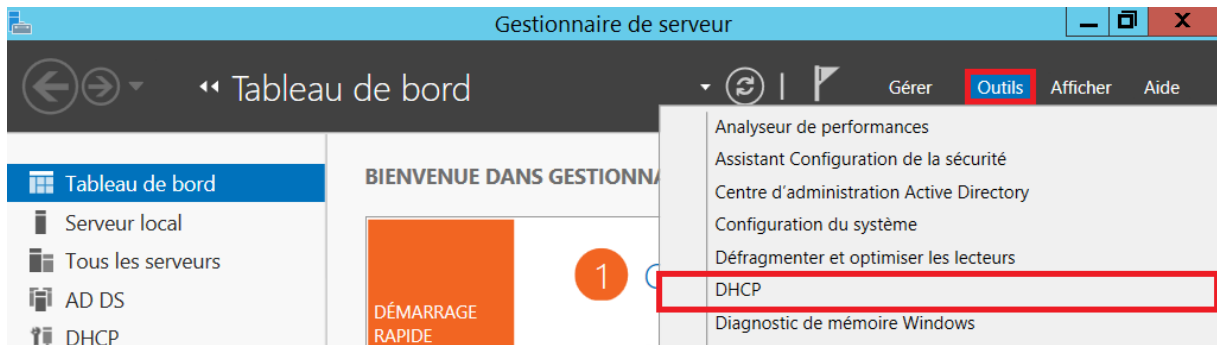 Gestionnaire de serveur
Tableau de bord
Gérer Outils Afficher Aide
Analyseur de performances
Assistant Configuration de la sécurité
Centre d'administration Active Directory
Configuration du système
Défragmenter et optimiser les lecteurs
DHCP
Diagnostic de mémoire Windows
Tableau de bord
Serveur local
Tous les serveurs
AD DS
DHCP
BIENVENUE DANS
DÉMARRAGE
RAPIDE
1